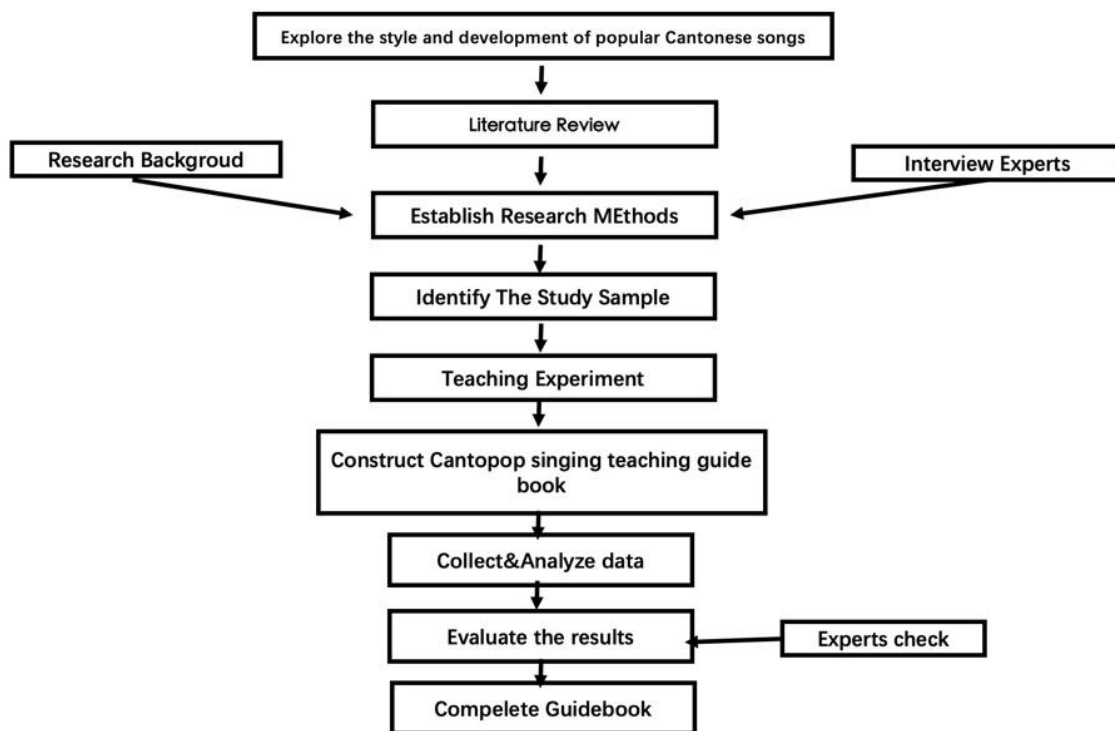 Explore the style and development of popular Cantonese songs
Literature Review
Research Backgroud
Interview Experts
Establish Research MEthods
Identify The Study Sample
Teaching Experiment
Construct Cantopop singing teaching guide
book
Collect&Analyze data
Evaluate the results
Experts check
Compelete Guidebook